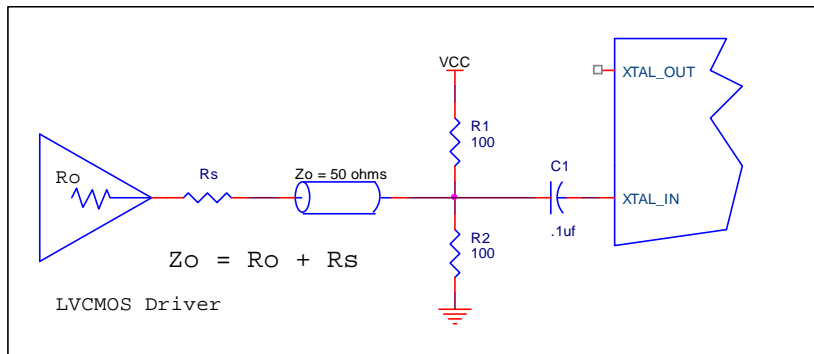 VCC
XTAL_OUT
R1
100
C1
Ro
Rs
Zo = 50 ohms
XTAL_IN
.1uf
R2
100
Zo = Ro + Rs
LVCMOS Driver